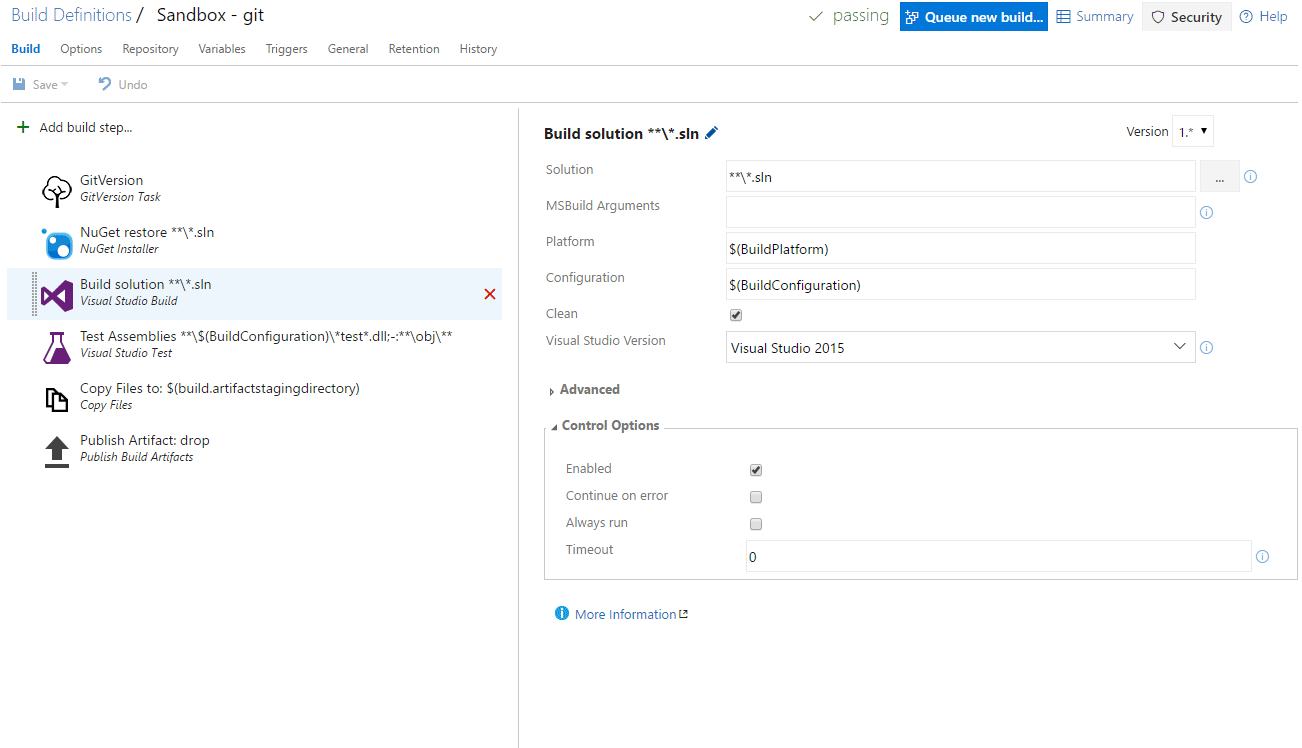 Build Definitions / Sandbox - git
passing
Queue new build...
Summary
Security
Help
Build Options Repository Variables Triggers General Retention History
Save Undo
Add build step...
GitVersion
GitVersion Task
NuGet restore **\*.sln
NuGet Installer
Build solution **\*.sln
Visual Studio Build
Test Assemblies **\$(BuildConfiguration)\*test*.dll;-:**\obj\**
Visual Studio Test
Copy Files to: $(build.artifactstagingdirectory)
Copy Files
Publish Artifact: drop
Publish Build Artifacts
Build solution **\*.sln
Version 1.*
Solution **\*.sln ...
MSBuild Arguments
Platform $(BuildPlatform)
Configuration $(BuildConfiguration)
Clean
Visual Studio Version Visual Studio 2015
Advanced
Control Options
Enabled
Continue on error
Always run
Timeout 0
More Information